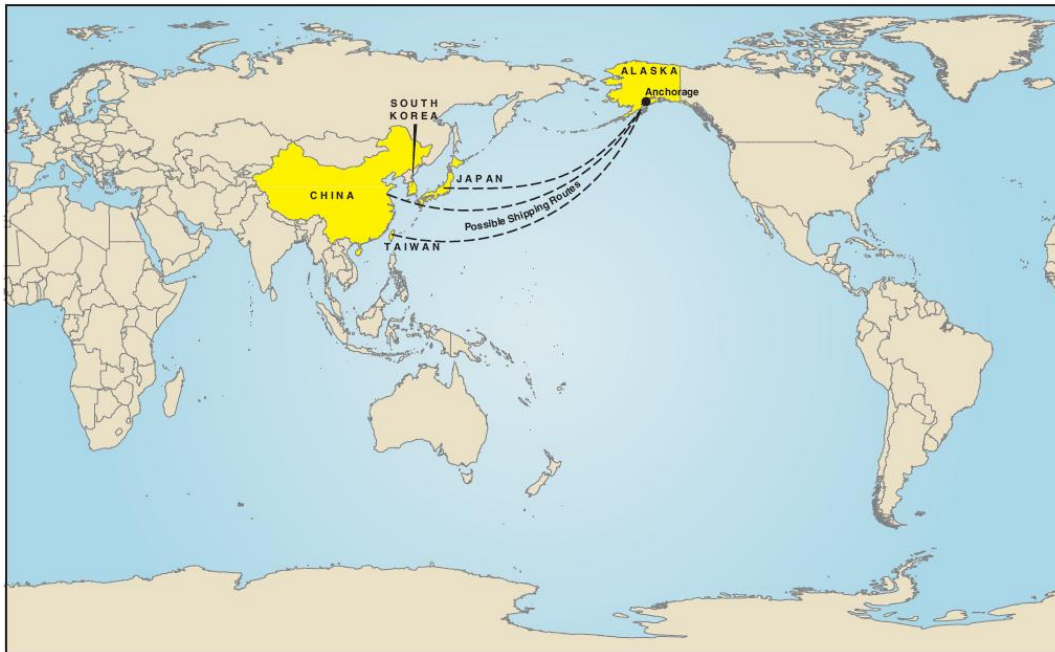 ALASKA
Anchorage
SOUTH
KOREA
JAPAN
CHINA
Possible Shipping Routes
TAIWAN